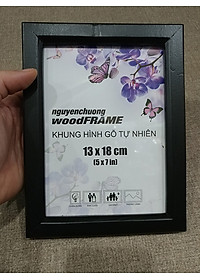 nguyenchuong
WOODFRAME
KHUNG HÌNH GỖ TỰ NHIÊN
13 x 18 cm
(5 x 7 in)